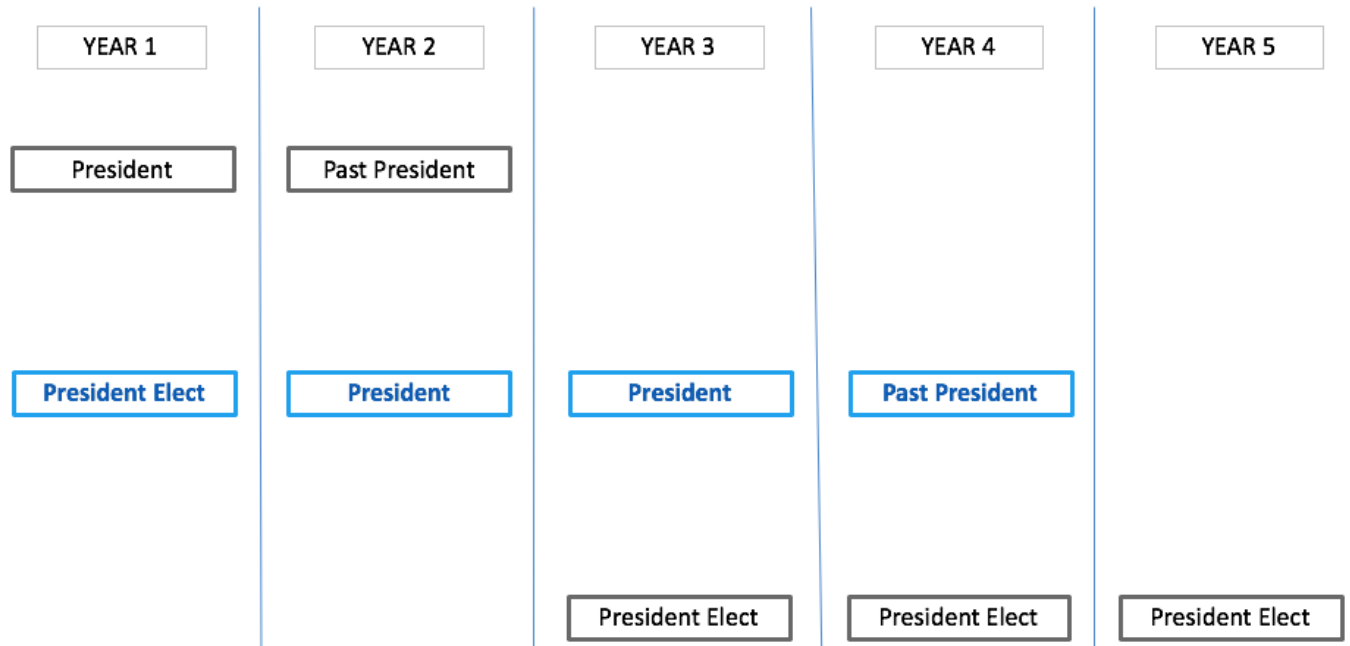 YEAR 1
YEAR 2
YEAR 3
YEAR 4
YEAR 5
President
Past President
President Elect
President
President
Past President
President Elect
President Elect
President Elect